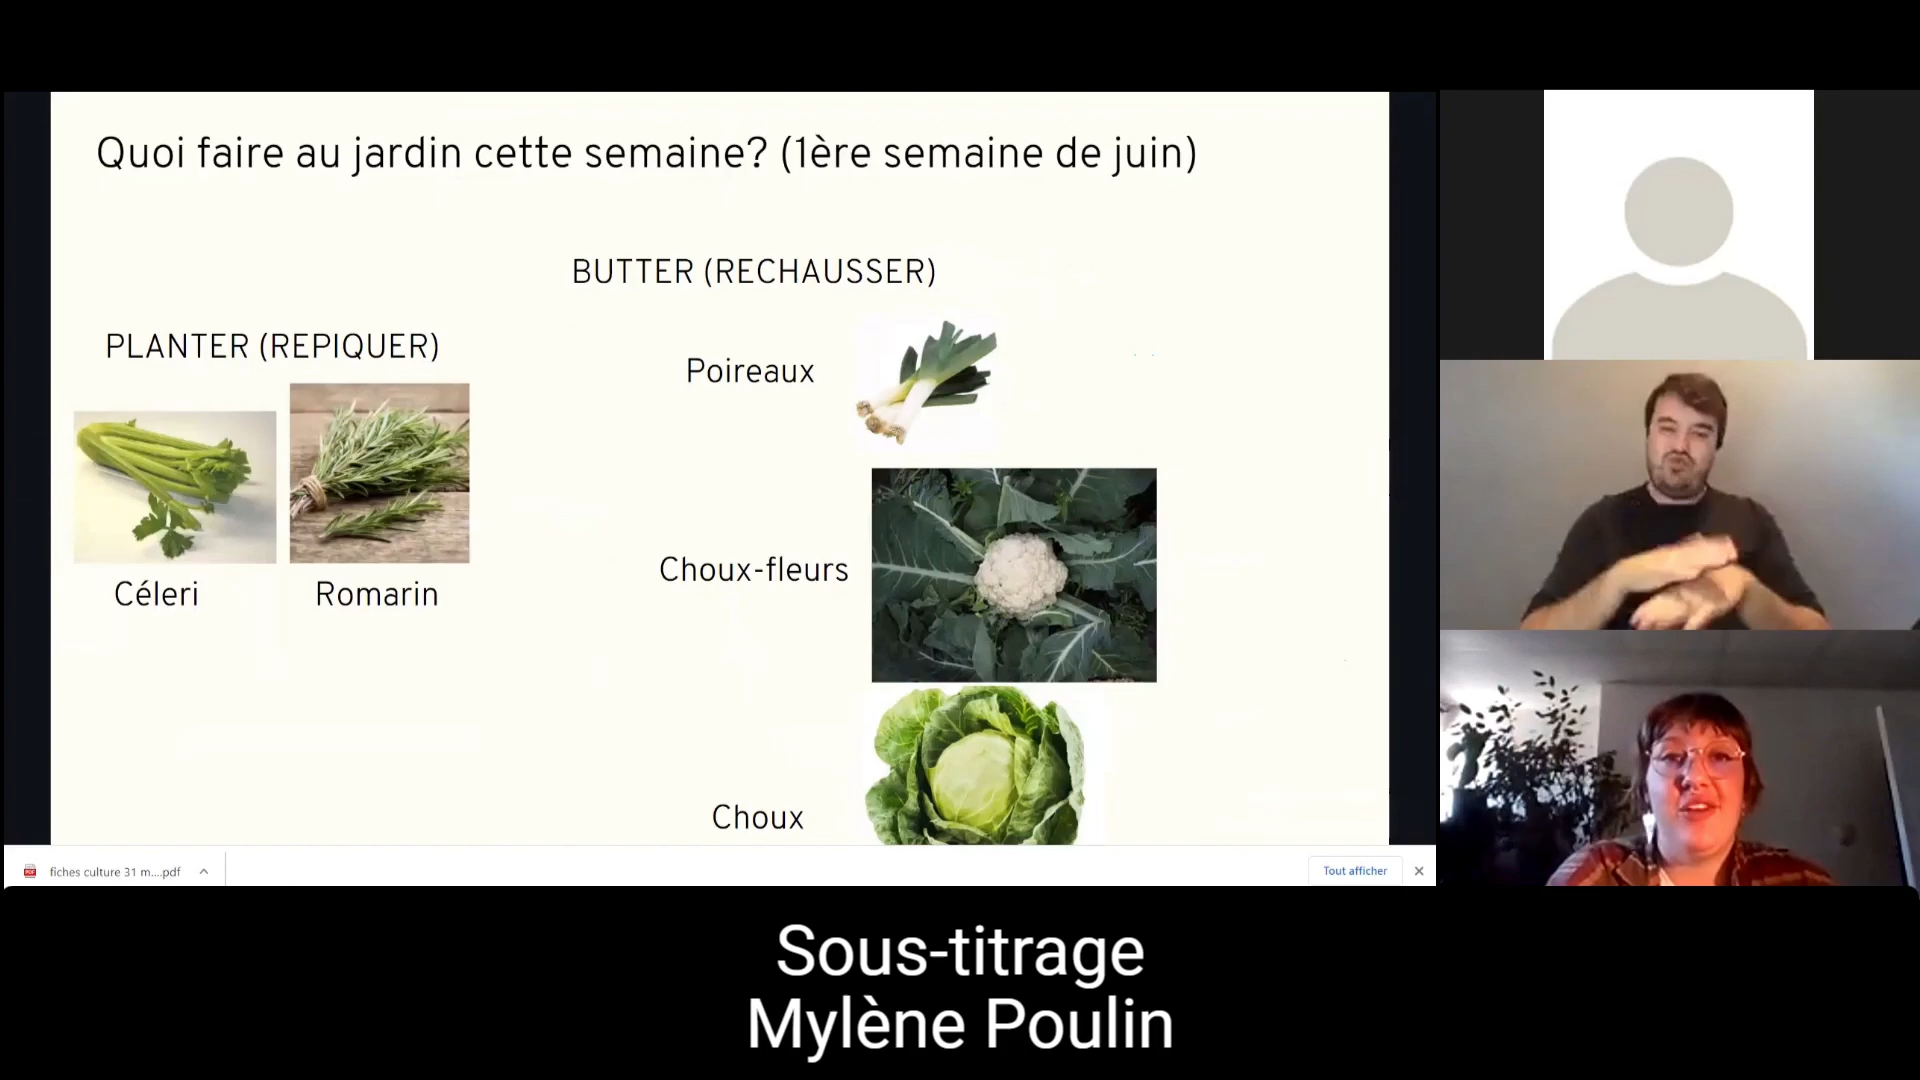 Quoi faire au jardin cette semaine? (1ère semaine de juin)
BUTTER (RECHAUSSER)
PLANTER (REPIQUER)
Poireaux
Choux-fleurs
Céleri
Romarin
Choux
fiches culture 31 m....pdf
Tout afficher
Sous-titrage
Mylène Poulin